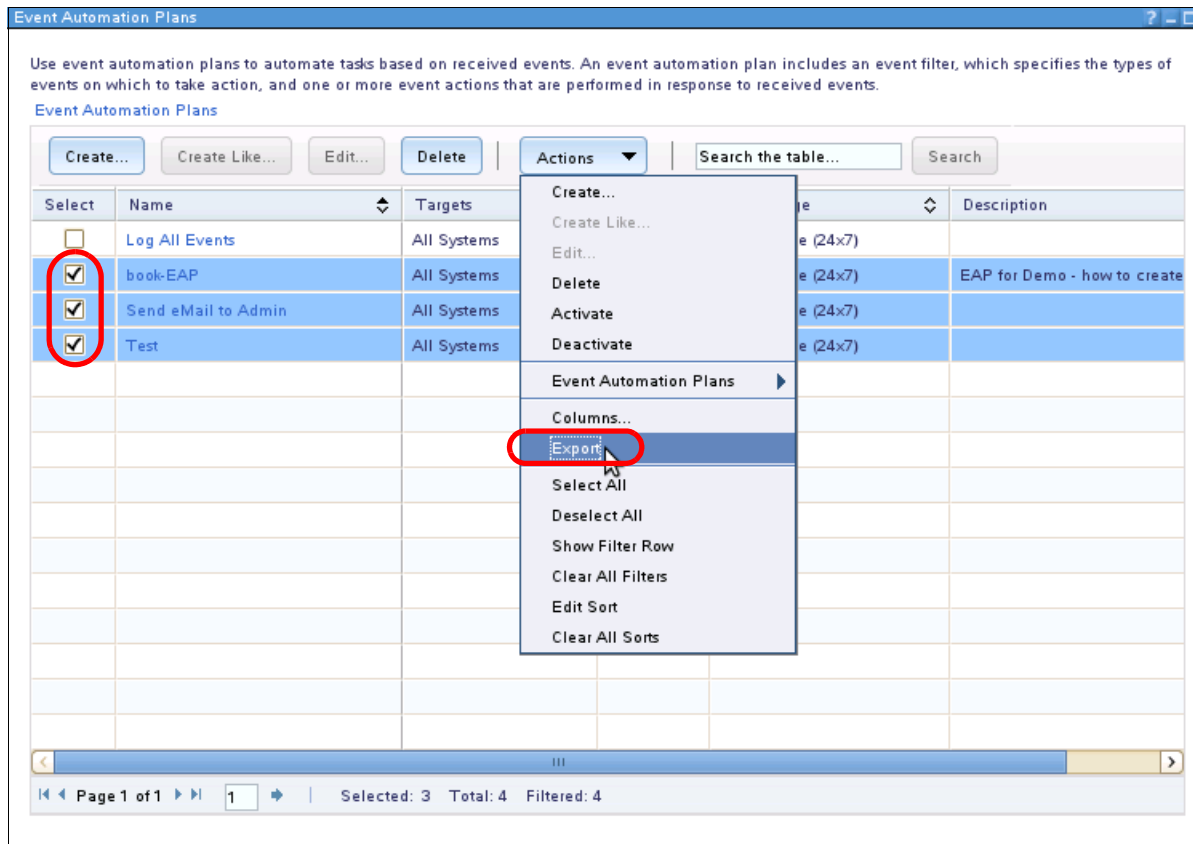 Event Automation Plans
Use event automation plans to automate tasks based on received events. An event automation plan includes an event filter, which specifies the types of
events on which to take action, and one or more event actions that are performed in response to received events.
Event Automation Plans
Create... Create Like... Edit... Delete Actions Search the table... Search
Select Name Targets Description
Log All Events All Systems e (24x7)
book-EAP All Systems e (24x7) EAP for Demo - how to create
Send eMail to Admin All Systems e (24x7)
Test All Systems e (24x7)
Create...
Create Like...
Edit...
Delete
Activate
Deactivate
Event Automation Plans
Columns...
Export
Select All
Deselect All
Show Filter Row
Clear All Filters
Edit Sort
Clear All Sorts
Page 1 of 1 1 Selected: 3 Total: 4 Filtered: 4